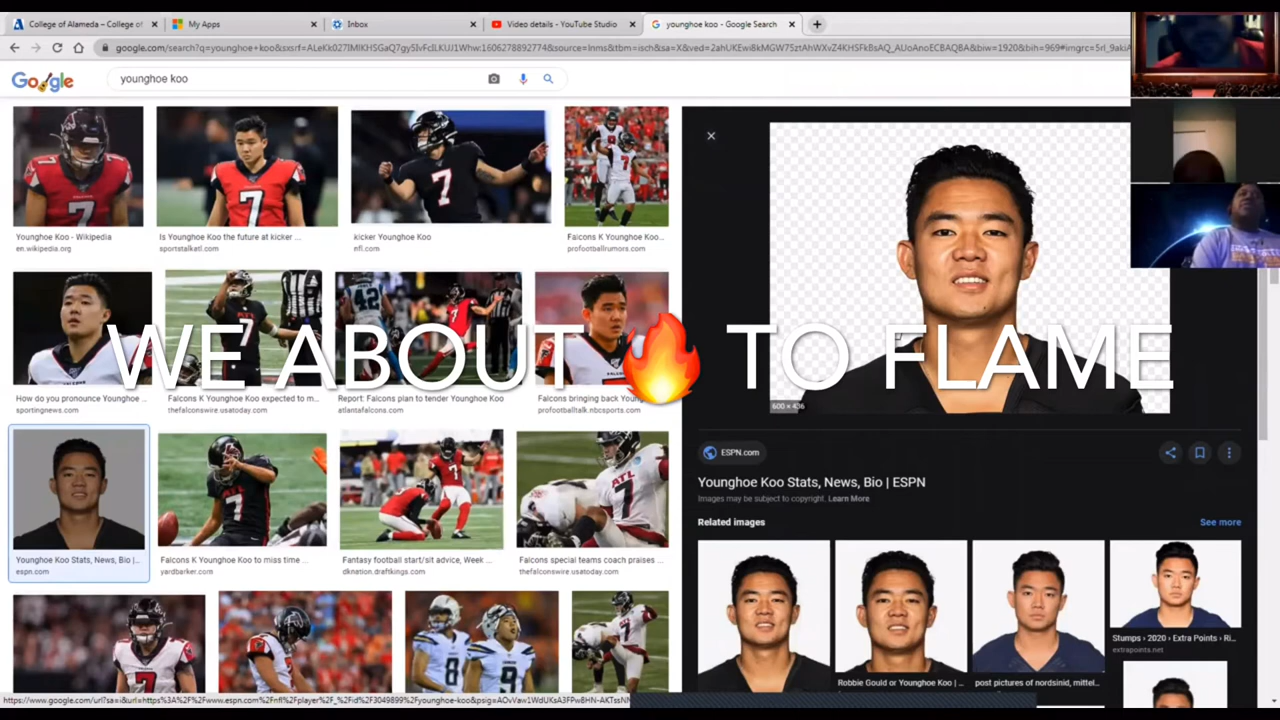 College of Alameda – College of
My Apps
Inbox
Video details - YouTube Studio
younghoe koo - Google Search
Google
younghoe koo
Younghoe Koo - Wikipedia
en.wikipedia.org
Is Younghoe Koo the future at kicker ...
sportstalkatl.com
kicker Younghoe Koo
nfl.com
Falcons K Younghoe Koo...
profootballrumors.com
WE ABOUT 🔥 TO FLAME
How do you pronounce Younghoe ...
sportingnews.com
Falcons K Younghoe Koo expected to m...
thefalconswire.usatoday.com
Report: Falcons plan to tender Younghoe Koo
atlantafalcons.com
Falcons bringing back
profootballtalk.nbcsports.com
600 × 436
ESPN.com
Younghoe Koo Stats, News, Bio | ESPN
Images may be subject to copyright. Learn More
Related images
See more
Younghoe Koo Stats, News, Bio |...
espn.com
Falcons K Younghoe Koo to miss time ...
yardbarker.com
Fantasy football start/sit advice, Week ...
dknation.draftkings.com
Falcons special teams coach praises ...
thefalconswire.usatoday.com
Stumps › 2020 › Extra Points › Ri...
extrapoints.net
Robbie Gould or Younghoe Koo | ...
post pictures of nordsinid, mittel...